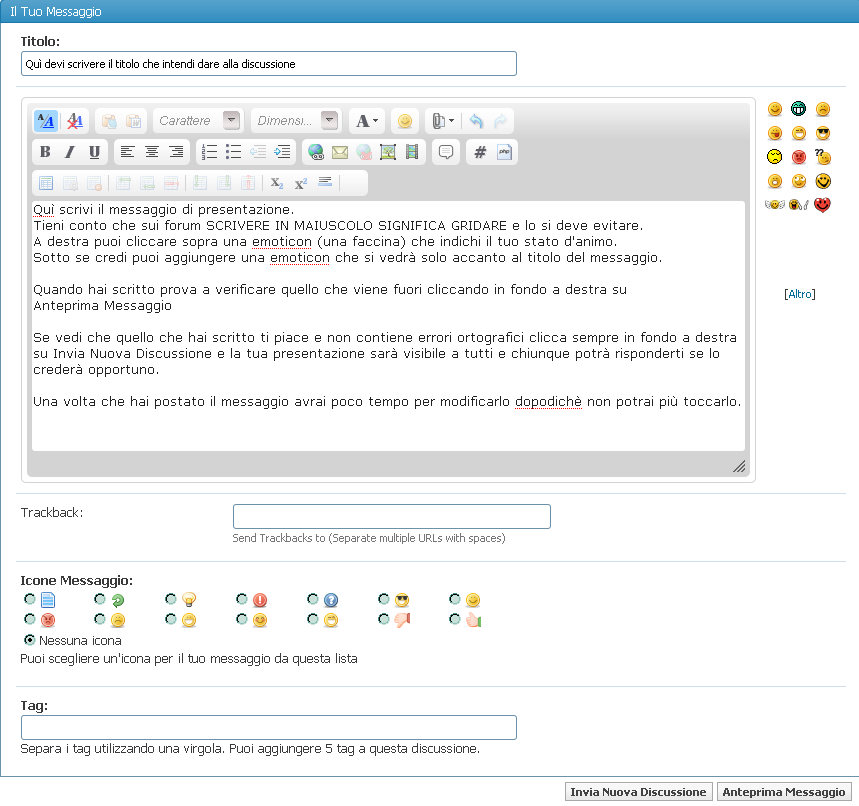 Il Tuo Messaggio
Titolo:
Quì devi scrivere il titolo che intendi dare alla discussione
Carattere
Dimensi...
A
B I U
X₂ X²
#
php
Quì scrivi il messaggio di presentazione.
Tieni conto che sui forum SCRIVERE IN MAIUSCOLO SIGNIFICA GRIDARE e lo si deve evitare.
A destra puoi cliccare sopra una emoticon (una faccina) che indichi il tuo stato d'animo.
Sotto se credi puoi aggiungere una emoticon che si vedrà solo accanto al titolo del messaggio.
Quando hai scritto prova a verificare quello che viene fuori cliccando in fondo a destra su
Anteprima Messaggio
[Altro]
Se vedi che quello che hai scritto ti piace e non contiene errori ortografici clicca sempre in fondo a destra
su Invia Nuova Discussione e la tua presentazione sarà visibile a tutti e chiunque potrà risponderti se lo
crederà opportuno.
Una volta che hai postato il messaggio avrai poco tempo per modificarlo dopodichè non potrai più toccarlo.
Trackback:
Send Trackbacks to (Separate multiple URLs with spaces)
Icone Messaggio:
Nessuna icona
Puoi scegliere un'icona per il tuo messaggio da questa lista
Tag:
Separa i tag utilizzando una virgola. Puoi aggiungere 5 tag a questa discussione.
Invia Nuova Discussione
Anteprima Messaggio